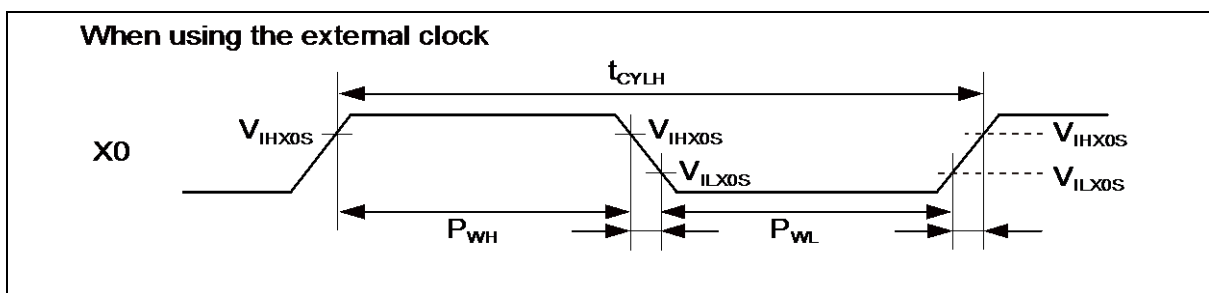 When using the external clock
tCYLH
X0
VIHX0S
VIHX0S
VIHX0S
VILX0S
VILX0S
PWH
PWL